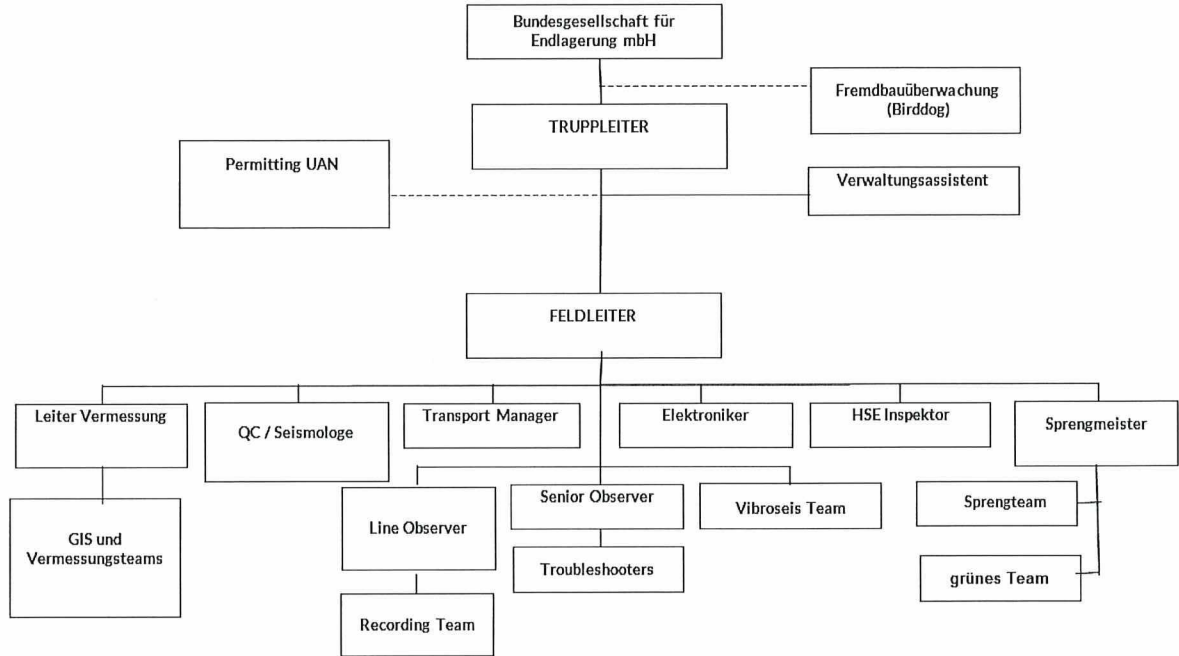 Bundesgesellschaft für
Endlagerung mbH
Fremdbauüberwachung
(Birddog)
TRUPPLEITER
Permitting UAN
Verwaltungsassistent
FELDLEITER
Leiter Vermessung
QC / Seismologe
Transport Manager
Elektroniker
HSE Inspektor
Sprengmeister
GIS und
Vermessungsteams
Line Observer
Senior Observer
Vibroseis Team
Sprengteam
Troubleshooters
grünes Team
Recording Team